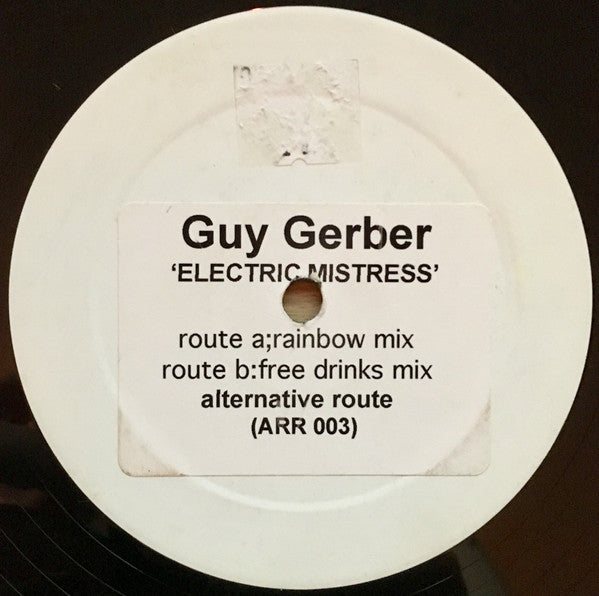 Guy Gerber
‘ELECTRIC MISTRESS’
route a;rainbow mix
route b:free drinks mix
alternative route
(ARR 003)